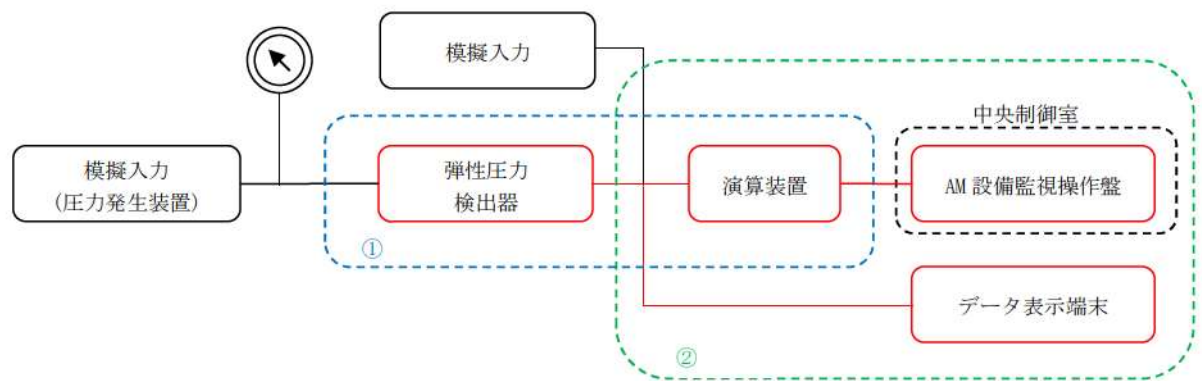 模擬入力
中央制御室
模擬入力
(圧力発生装置)
弾性圧力
検出器
演算装置
AM 設備監視操作盤
①
データ表示端末
②